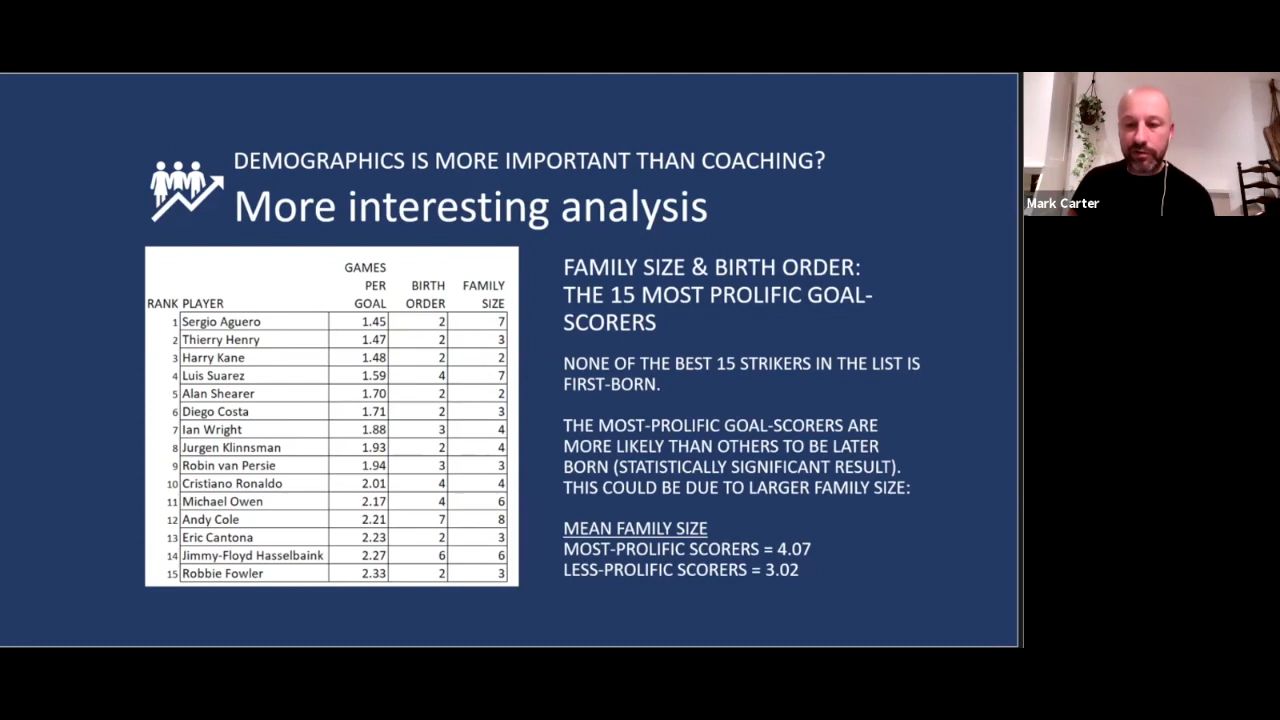 DEMOGRAPHICS IS MORE IMPORTANT THAN COACHING?
More interesting analysis
GAMES
PER BIRTH FAMILY
RANK PLAYER GOAL ORDER SIZE
1 Sergio Aguero 1.45 2 7
2 Thierry Henry 1.47 2 3
3 Harry Kane 1.48 2 2
4 Luis Suarez 1.59 4 7
5 Alan Shearer 1.70 2 2
6 Diego Costa 1.71 2 3
7 Ian Wright 1.88 3 4
8 Jurgen Klinnsman 1.93 2 4
9 Robin van Persie 1.94 3 3
10 Cristiano Ronaldo 2.01 4 4
11 Michael Owen 2.17 4 6
12 Andy Cole 2.21 7 8
13 Eric Cantona 2.23 2 3
14 Jimmy-Floyd Hasselbaink 2.27 6 6
15 Robbie Fowler 2.33 2 3
FAMILY SIZE & BIRTH ORDER:
THE 15 MOST PROLIFIC GOAL-
SCORERS
NONE OF THE BEST 15 STRIKERS IN THE LIST IS
FIRST-BORN.
THE MOST-PROLIFIC GOAL-SCORERS ARE
MORE LIKELY THAN OTHERS TO BE LATER
BORN (STATISTICALLY SIGNIFICANT RESULT).
THIS COULD BE DUE TO LARGER FAMILY SIZE:
MEAN FAMILY SIZE
MOST-PROLIFIC SCORERS = 4.07
LESS-PROLIFIC SCORERS = 3.02
Mark Carter